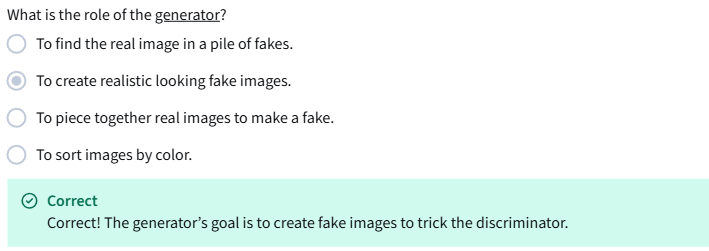 What is the role of the generator?
To find the real image in a pile of fakes.
To create realistic looking fake images.
To piece together real images to make a fake.
To sort images by color.
Correct
Correct! The generator’s goal is to create fake images to trick the discriminator.